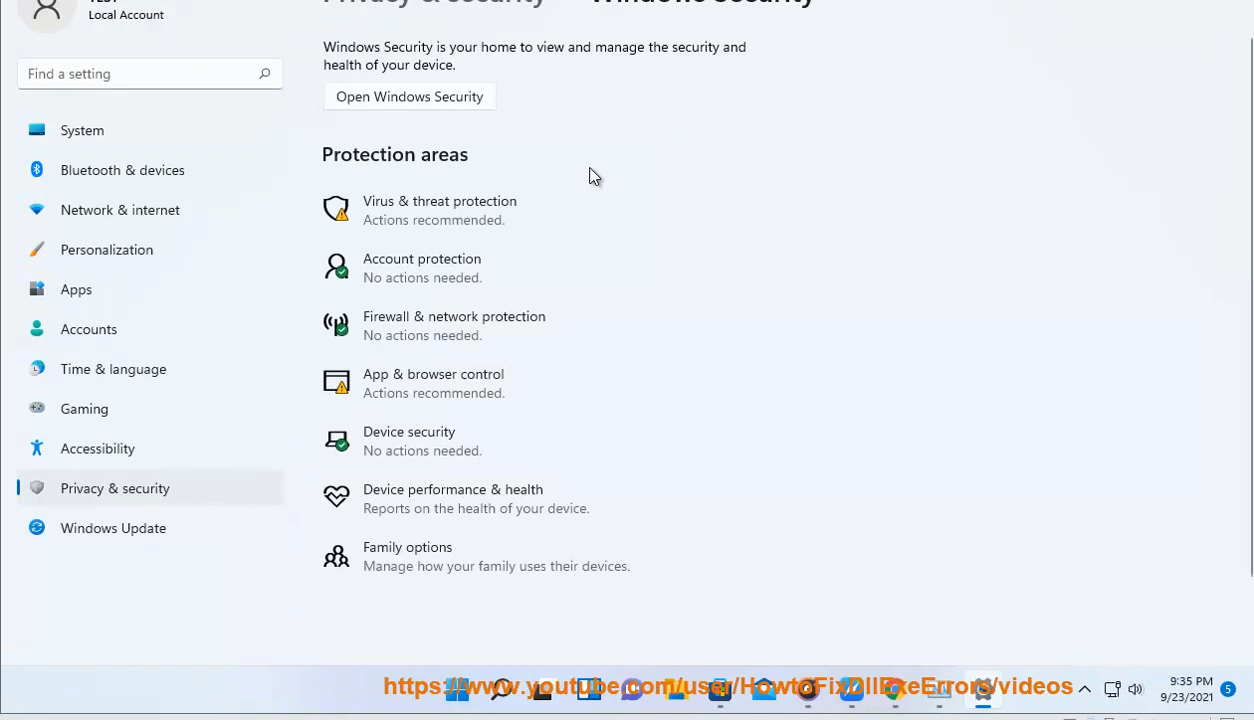 TEST
Local Account
Find a setting
System
Bluetooth & devices
Network & internet
Personalization
Apps
Accounts
Time & language
Gaming
Accessibility
Privacy & security
Windows Update
Privacy & security Windows Security
Windows Security is your home to view and manage the security and
health of your device.
Open Windows Security
Protection areas
Virus & threat protection
Actions recommended.
Account protection
No actions needed.
Firewall & network protection
No actions needed.
App & browser control
Actions recommended.
Device security
No actions needed.
Device performance & health
Reports on the health of your device.
Family options
Manage how your family uses their devices.
https://www.youtube.com/user/HowtoFixDllExeErrors/videos
9:35 PM
9/23/2021
5